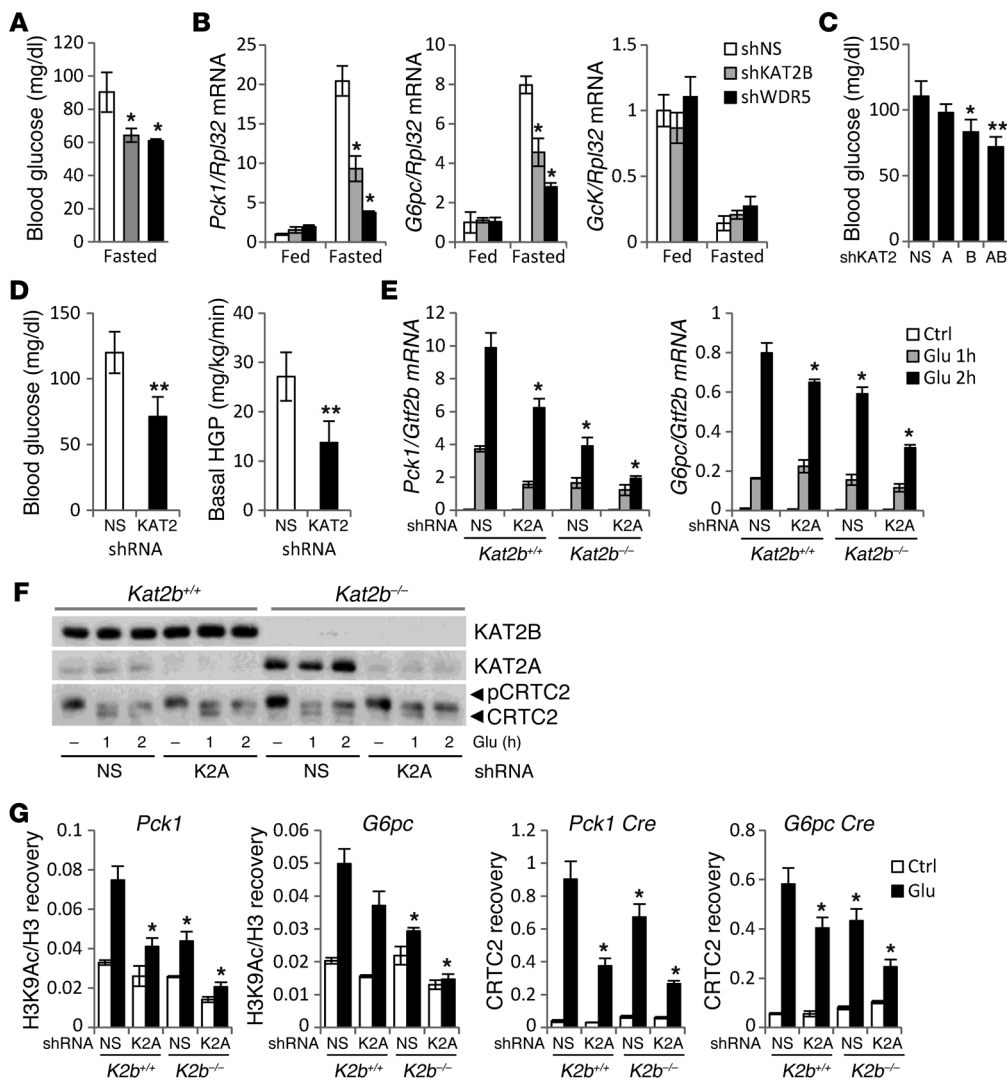 A
Blood glucose (mg/dl)
120
100
80
60
40
20
0
*
*
Fasted
B
Pck1/Rpl32 mRNA
25
20
15
10
5
0
*
*
Fed Fasted
G6pc/Rpl32 mRNA
10
8
6
4
2
0
*
*
Fed Fasted
GcK/Rpl32 mRNA
1.5
1
0.5
0
Fed Fasted
shNS
shKAT2B
shWDR5
C
Blood glucose (mg/dl)
150
100
50
0
*
**
shKAT2 NS A B AB
D
Blood glucose (mg/dl)
150
100
50
0
**
NS KAT2
shRNA
Basal HGP (mg/kg/min)
40
30
20
10
0
**
NS KAT2
shRNA
E
Pck1/Gtf2b mRNA
12
10
8
6
4
2
0
*
*
*
shRNA NS K2A NS K2A
Kat2b+/+ Kat2b–/–
G6pc/Gtf2b mRNA
1
0.8
0.6
0.4
0.2
0
*
*
*
shRNA NS K2A NS K2A
Kat2b+/+ Kat2b–/–
Ctrl
Glu 1h
Glu 2h
F
Kat2b+/+ Kat2b–/–
KAT2B
KAT2A
pCRTC2
CRTC2
– 1 2 – 1 2 – 1 2 – 1 2 Glu (h)
NS K2A NS K2A shRNA
G
Pck1
H3K9Ac/H3 recovery
0.1
0.08
0.06
0.04
0.02
0
*
*
*
shRNA NS K2A NS K2A
K2b+/+ K2b–/–
G6pc
H3K9Ac/H3 recovery
0.06
0.05
0.04
0.03
0.02
0.01
0
*
*
shRNA NS K2A NS K2A
K2b+/+ K2b–/–
Pck1 Cre
CRTC2 recovery
1.2
1
0.8
0.6
0.4
0.2
0
*
*
*
shRNA NS K2A NS K2A
K2b+/+ K2b–/–
G6pc Cre
CRTC2 recovery
0.8
0.6
0.4
0.2
0
*
*
*
shRNA NS K2A NS K2A
K2b+/+ K2b–/–
Ctrl
Glu